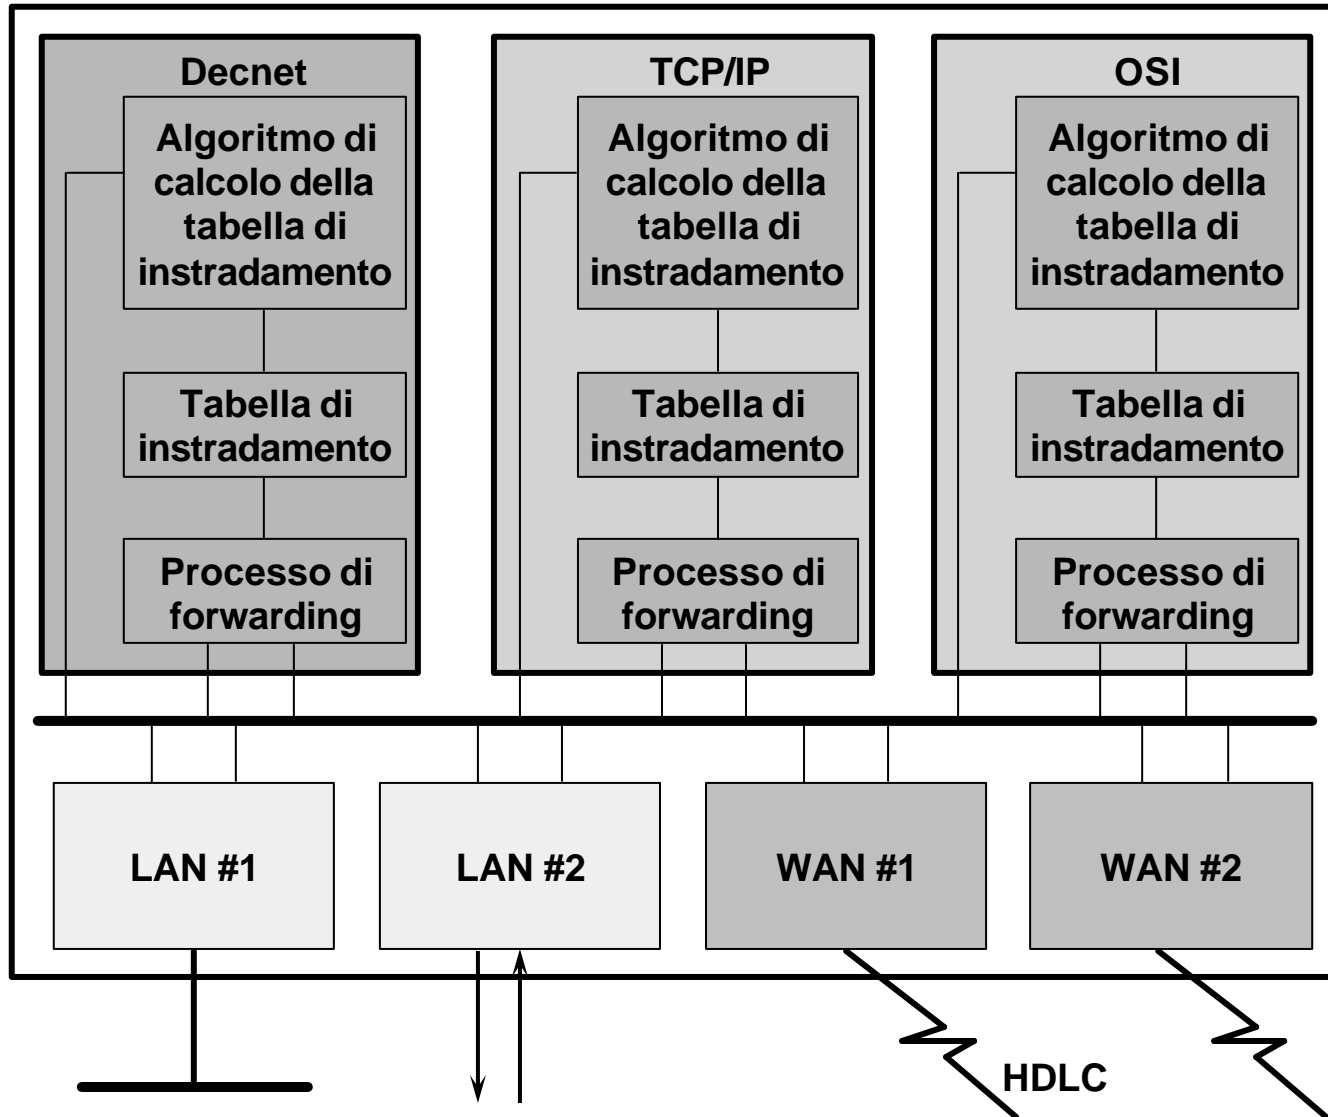 Decnet
Algoritmo di
calcolo della
tabella di
instradamento
Tabella di
instradamento
Processo di
forwarding
TCP/IP
Algoritmo di
calcolo della
tabella di
instradamento
Tabella di
instradamento
Processo di
forwarding
OSI
Algoritmo di
calcolo della
tabella di
instradamento
Tabella di
instradamento
Processo di
forwarding
LAN #1
LAN #2
WAN #1
WAN #2
HDLC